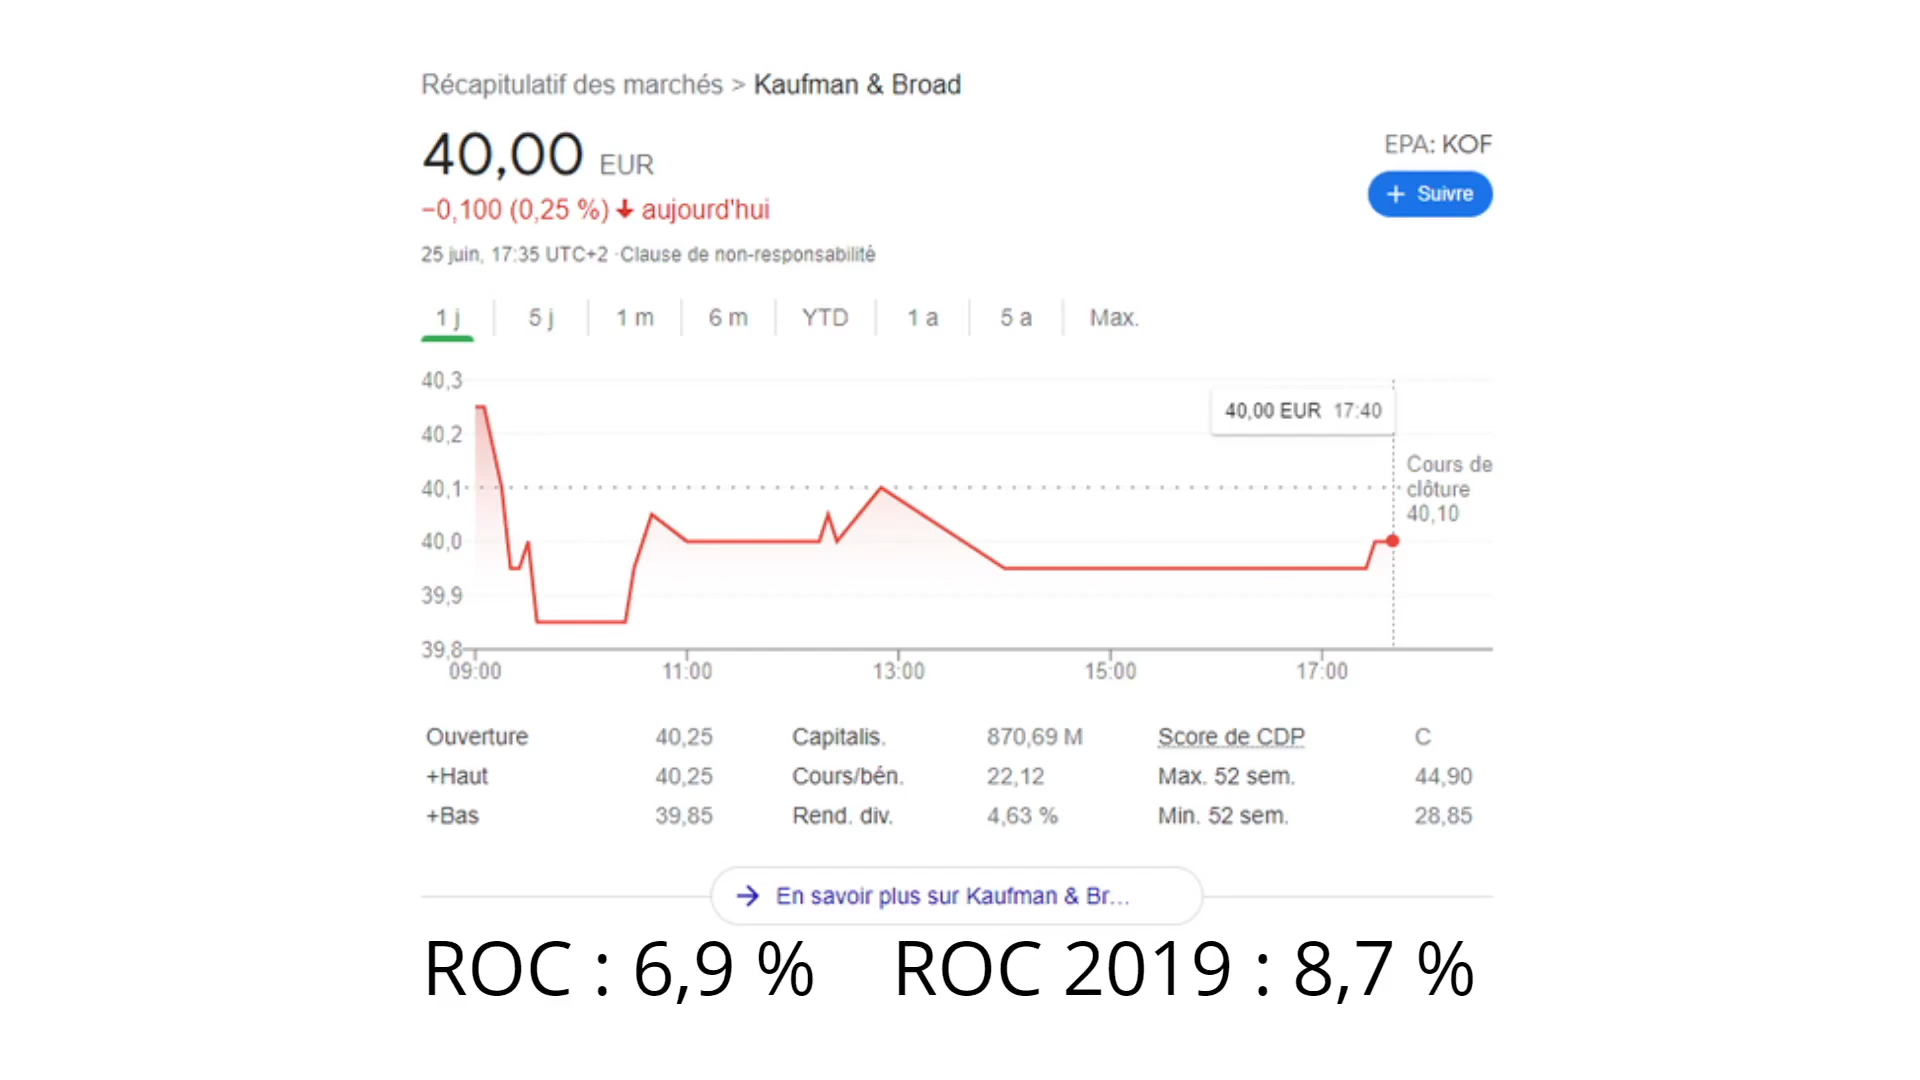 Récapitulatif des marchés > Kaufman & Broad
40,00 EUR
EPA: KOF
−0,100 (0,25 %) ↓ aujourd'hui
+ Suivre
25 juin, 17:35 UTC+2 · Clause de non-responsabilité
1 j 5 j 1 m 6 m YTD 1 a 5 a Max.
40,3
40,00 EUR 17:40
40,2
Cours de
clôture
40,10
40,1
40,0
39,9
39,8
09:00 11:00 13:00 15:00 17:00
Ouverture 40,25 Capitalis. 870,69 M Score de CDP C
+Haut 40,25 Cours/bén. 22,12 Max. 52 sem. 44,90
+Bas 39,85 Rend. div. 4,63 % Min. 52 sem. 28,85
→ En savoir plus sur Kaufman & Br...
ROC : 6,9 % ROC 2019 : 8,7 %